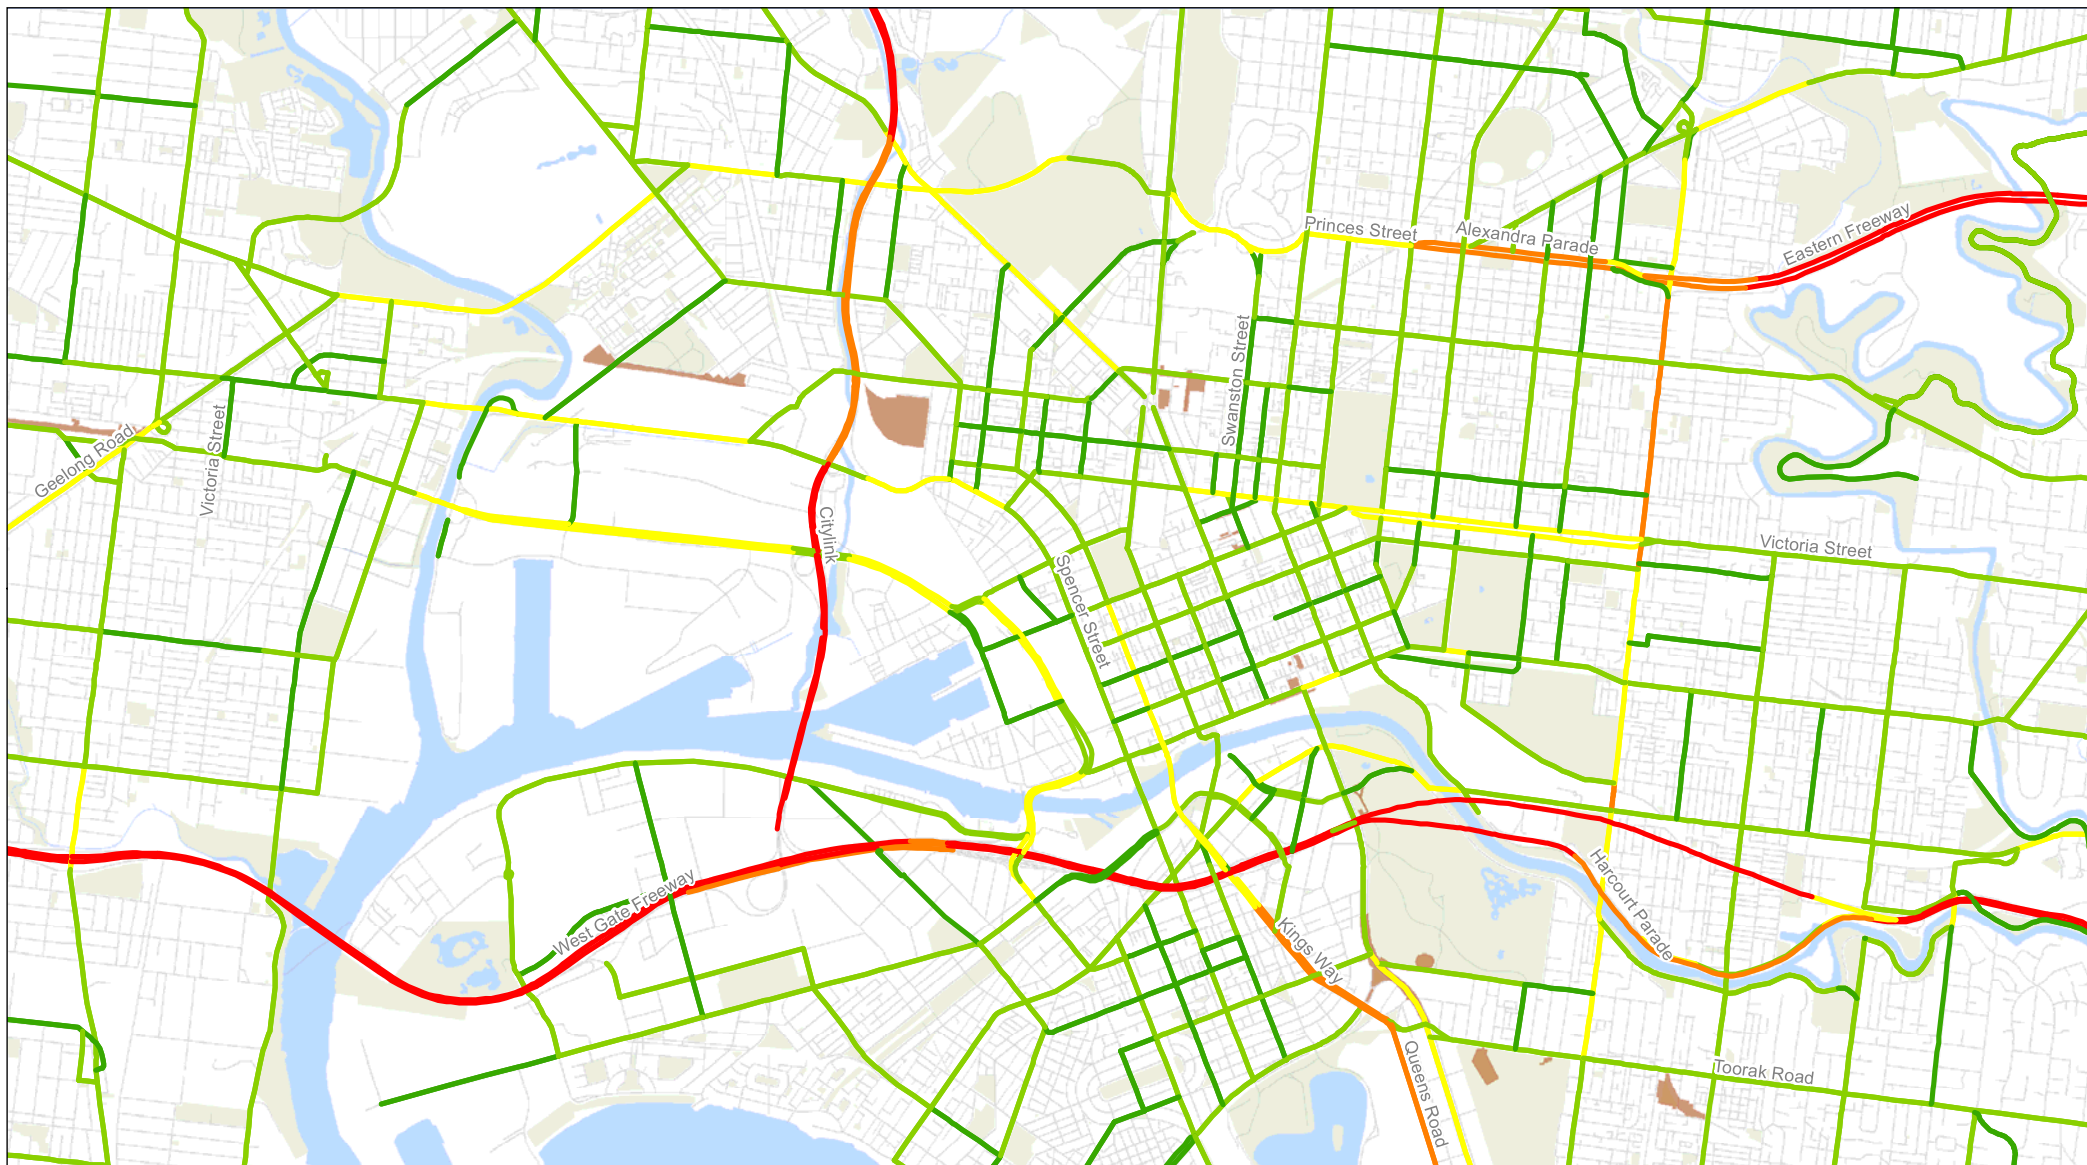 Princes Street
Alexandra Parade
Eastern Freeway
Swanston Street
Geelong Road
Victoria Street
Citylink
Spencer Street
Victoria Street
West Gate Freeway
Harcourt Parade
Kings Way
Queens Road
Toorak Road